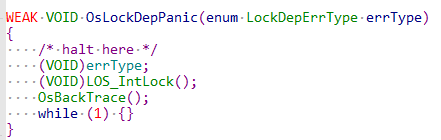 WEAK VOID OsLockDepPanic(enum LockDepErrType errType)
{
    /* halt here */
    (VOID)errType;
    (VOID)LOS_IntLock();
    OsBackTrace();
    while (1) {}
}